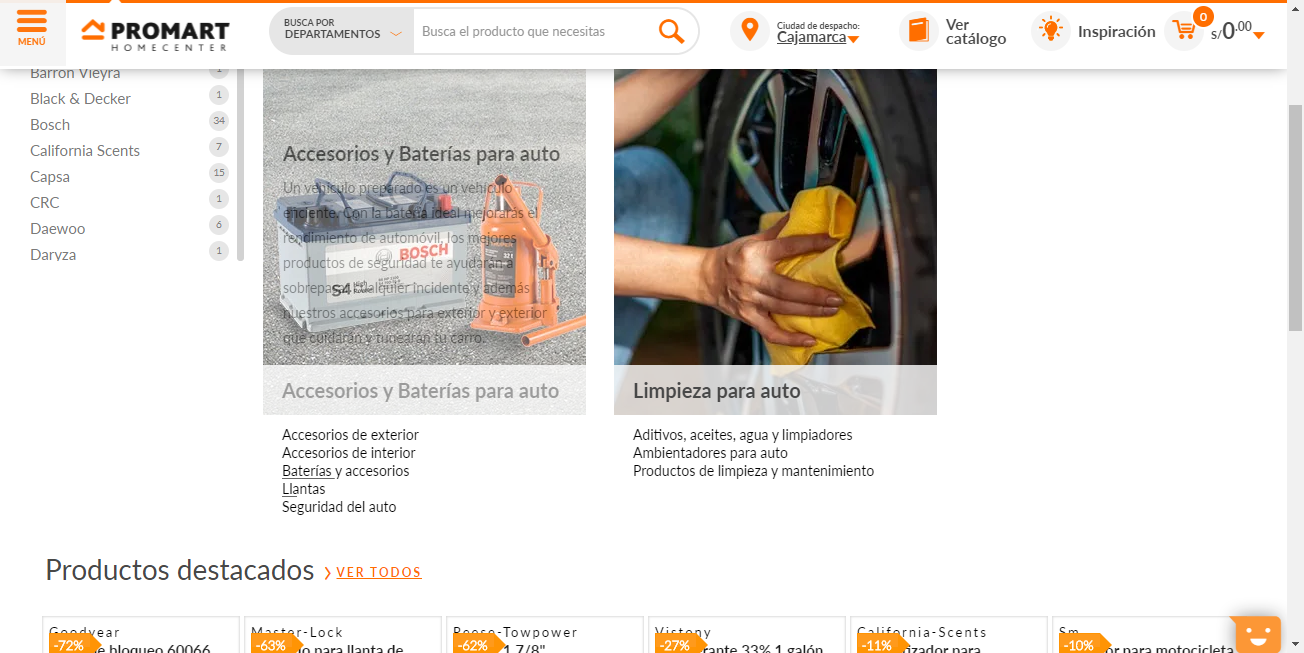 MENÚ
PROMART
HOMECENTER
BUSCA POR
DEPARTAMENTOS
Busca el producto que necesitas
Ciudad de despacho:
Cajamarca
Ver
catálogo
Inspiración
0
S/0.00
Barron Vieyra 1
Black & Decker 1
Bosch 34
California Scents 7
Capsa 15
CRC 1
Daewoo 6
Daryza 1
Accesorios y Baterías para auto
Un vehículo preparado es un vehículo
eficiente. Con la batería ideal mejorarás el
rendimiento de automóvil, los mejores
productos de seguridad te ayudarán a
sobrepasar cualquier incidente y además
nuestros accesorios para exterior y exterior
que cuidarán y tunearán tu carro.
BOSCH
S4
Accesorios y Baterías para auto
Accesorios de exterior
Accesorios de interior
Baterías y accesorios
Llantas
Seguridad del auto
Limpieza para auto
Aditivos, aceites, agua y limpiadores
Ambientadores para auto
Productos de limpieza y mantenimiento
Productos destacados
VER TODOS
Goodyear
-72%
e bloqueo 60066
Master-Lock
-63%
o para llanta de
Reese-Towpower
-62%
1 7/8"
Vistony
-27%
rante 33% 1 galón
California-Scents
-11%
tizador para
Sm
-10%
or para motocicleta